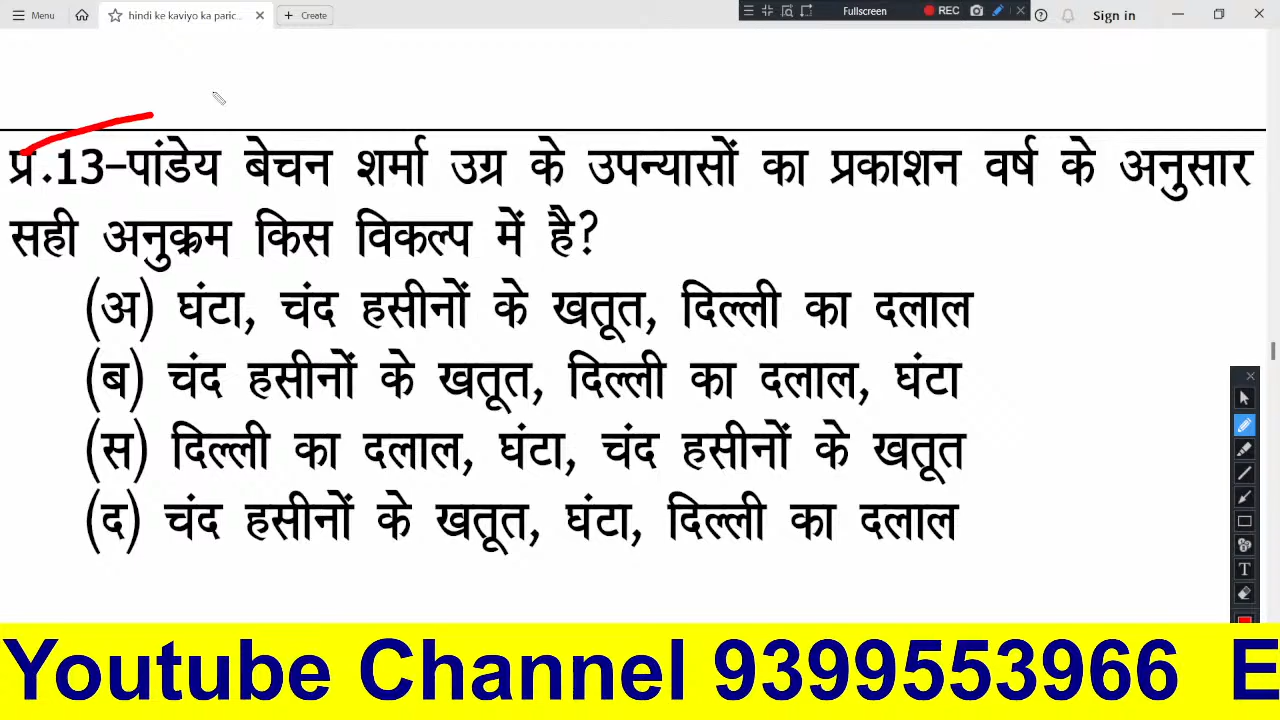 Menu
hindi ke kaviyo ka paric...
Create
Fullscreen
REC
Sign in
प्र.13-पांडेय बेचन शर्मा उग्र के उपन्यासों का प्रकाशन वर्ष के अनुसार
सही अनुक्रम किस विकल्प में है?
(अ) घंटा, चंद हसीनों के खतूत, दिल्ली का दलाल
(ब) चंद हसीनों के खतूत, दिल्ली का दलाल, घंटा
(स) दिल्ली का दलाल, घंटा, चंद हसीनों के खतूत
(द) चंद हसीनों के खतूत, घंटा, दिल्ली का दलाल
Youtube Channel 9399553966 E